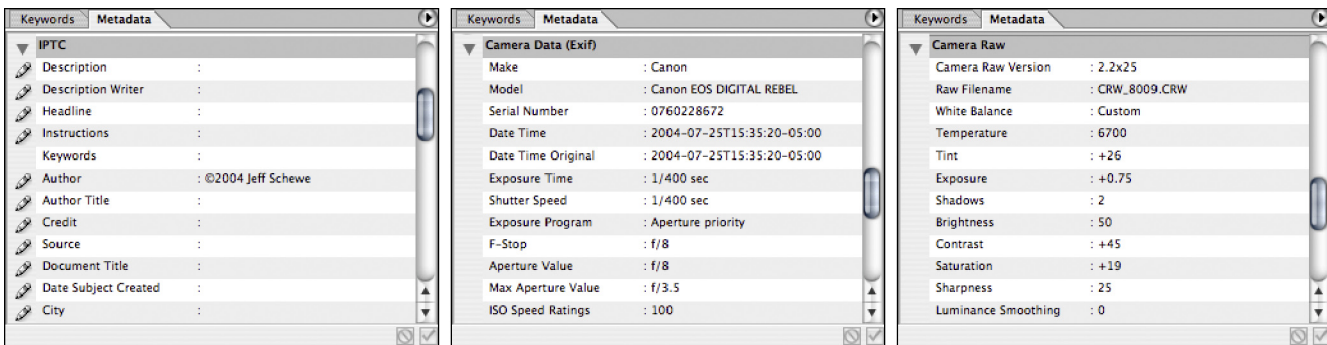 Keywords Metadata
IPTC
Description :
Description Writer :
Headline :
Instructions :
Keywords :
Author : ©2004 Jeff Schewe
Author Title :
Credit :
Source :
Document Title :
Date Subject Created :
City :
Keywords Metadata
Camera Data (Exif)
Make : Canon
Model : Canon EOS DIGITAL REBEL
Serial Number : 0760228672
Date Time : 2004-07-25T15:35:20-05:00
Date Time Original : 2004-07-25T15:35:20-05:00
Exposure Time : 1/400 sec
Shutter Speed : 1/400 sec
Exposure Program : Aperture priority
F-Stop : f/8
Aperture Value : f/8
Max Aperture Value : f/3.5
ISO Speed Ratings : 100
Keywords Metadata
Camera Raw
Camera Raw Version : 2.2x25
Raw Filename : CRW_8009.CRW
White Balance : Custom
Temperature : 6700
Tint : +26
Exposure : +0.75
Shadows : 2
Brightness : 50
Contrast : +45
Saturation : +19
Sharpness : 25
Luminance Smoothing : 0